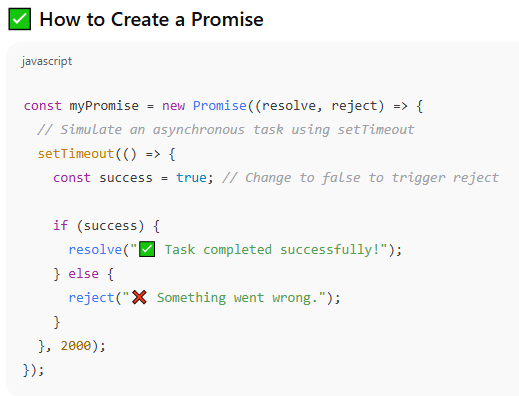 ✅ How to Create a Promise
javascript
const myPromise = new Promise((resolve, reject) => {
  // Simulate an asynchronous task using setTimeout
  setTimeout(() => {
    const success = true; // Change to false to trigger reject

    if (success) {
      resolve("✅ Task completed successfully!");
    } else {
      reject("❌ Something went wrong.");
    }
  }, 2000);
});